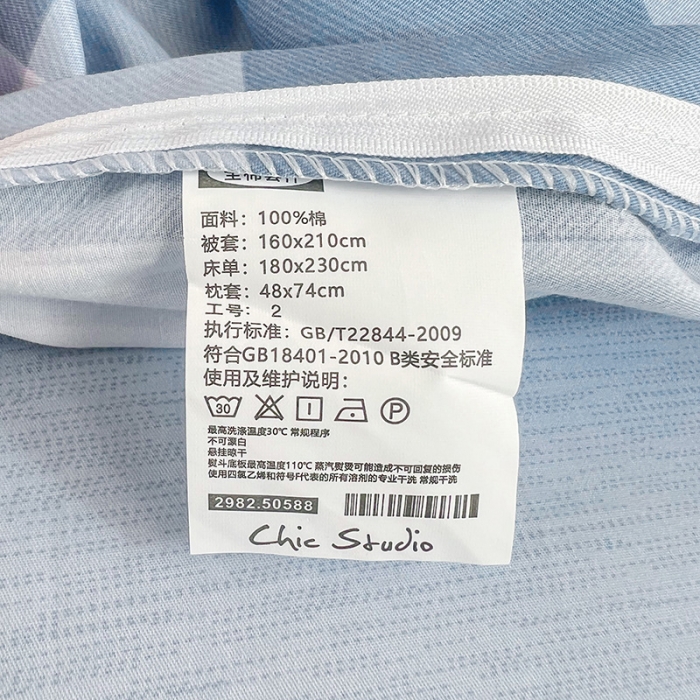 面料：100%棉
被套：160x210cm
床单：180x230cm
枕套：48x74cm
工号： 2
执行标准：GB/T22844-2009
符合GB18401-2010 B类安全标准
使用及维护说明：
30 P
最高洗涤温度30℃ 常规程序
不可漂白
悬挂晾干
熨斗底板最高温度110℃ 蒸汽熨烫可能造成不可回复的损伤
使用四氯乙烯和符号F代表的所有溶剂的专业干洗 常规干洗
2982.50588
Chic Studio